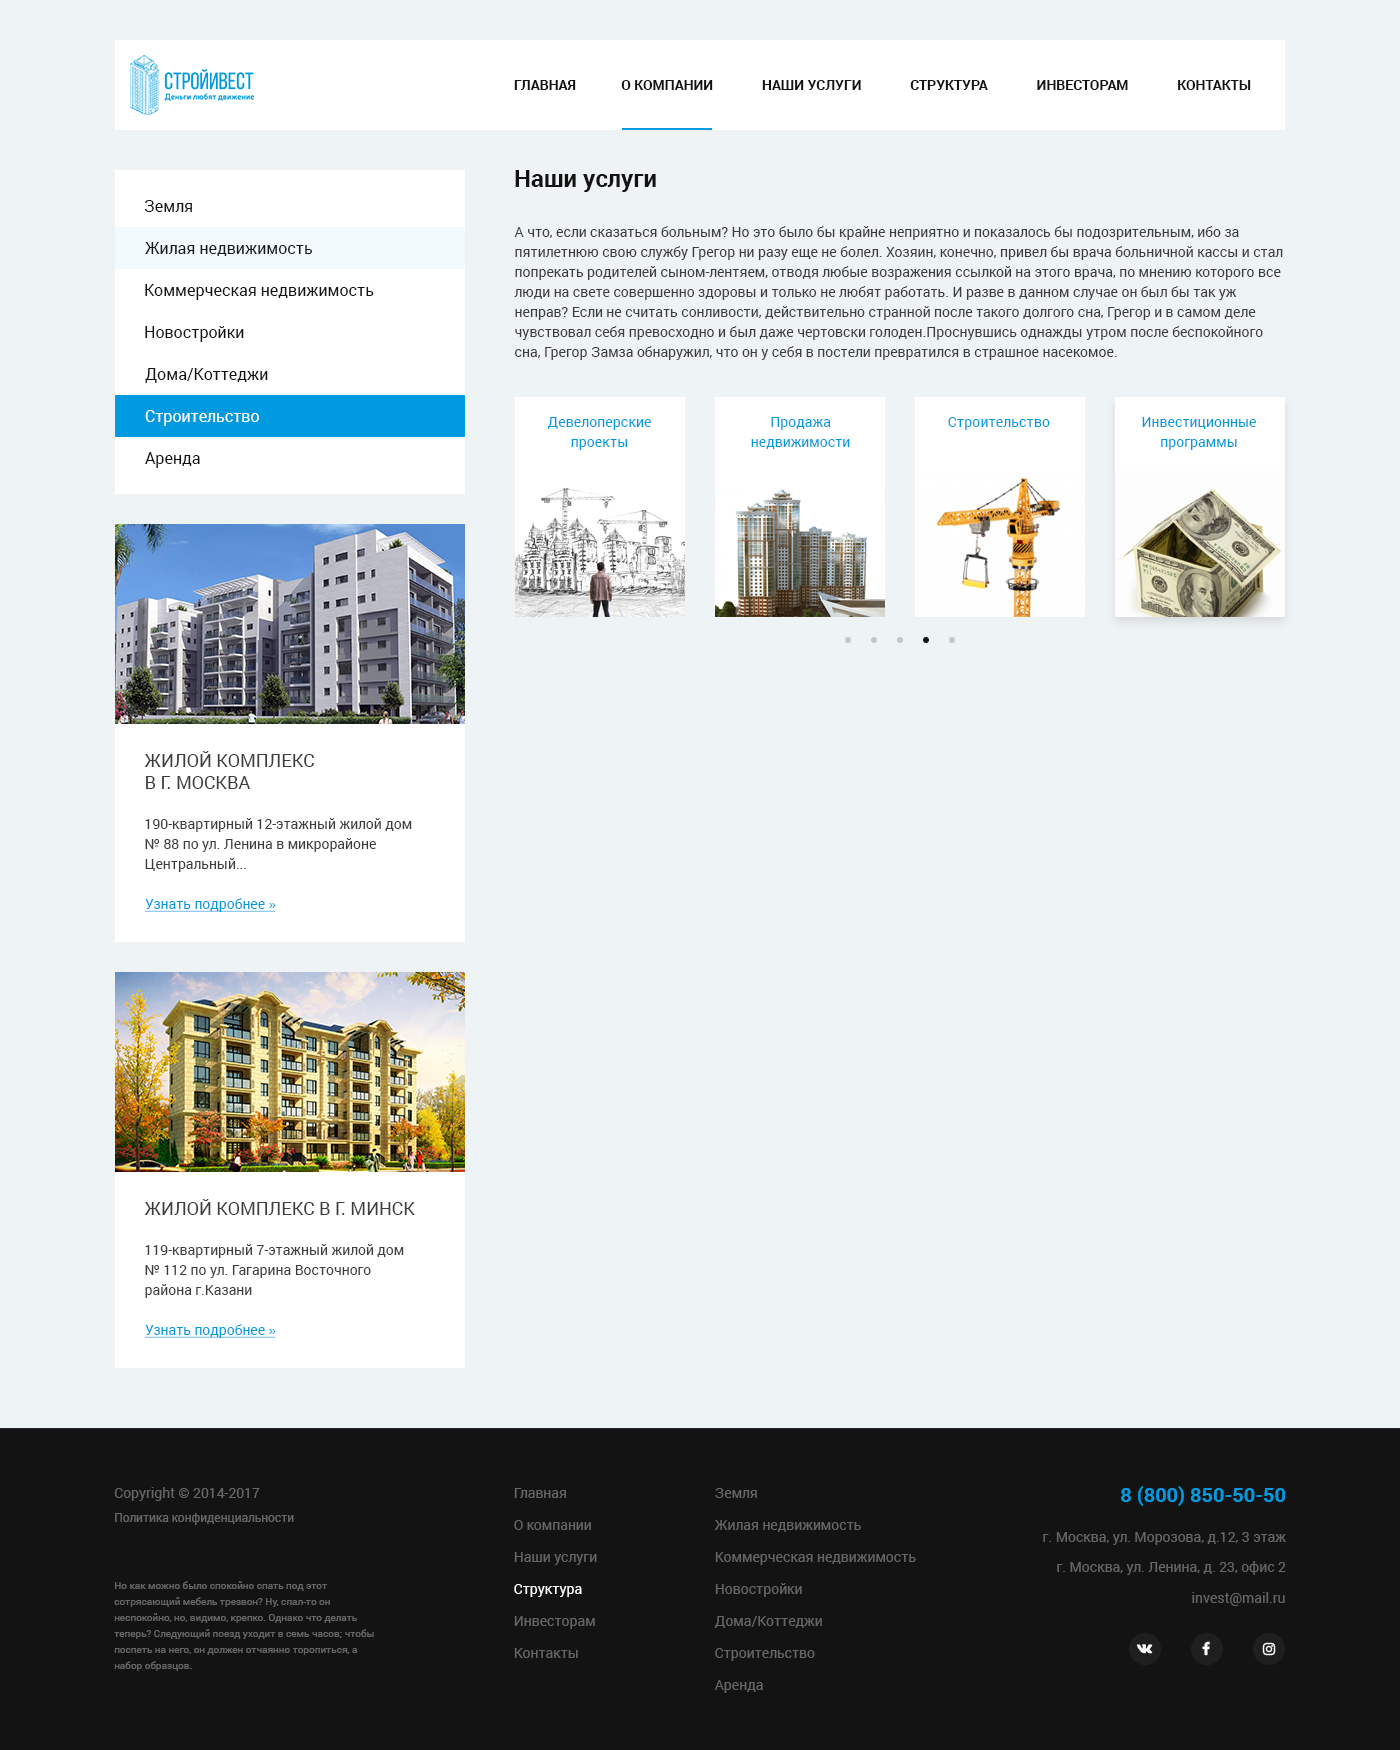 СТРОЙИВЕСТ
Деньги любят движение
ГЛАВНАЯ
О КОМПАНИИ
НАШИ УСЛУГИ
СТРУКТУРА
ИНВЕСТОРАМ
КОНТАКТЫ
Земля
Жилая недвижимость
Коммерческая недвижимость
Новостройки
Дома/Коттеджи
Строительство
Аренда
ЖИЛОЙ КОМПЛЕКС
В Г. МОСКВА
190-квартирный 12-этажный жилой дом
№ 88 по ул. Ленина в микрорайоне
Центральный...
Узнать подробнее »
ЖИЛОЙ КОМПЛЕКС В Г. МИНСК
119-квартирный 7-этажный жилой дом
№ 112 по ул. Гагарина Восточного
района г.Казани
Узнать подробнее »
Наши услуги
А что, если сказаться больным? Но это было бы крайне неприятно и показалось бы подозрительным, ибо за
пятилетнюю свою службу Грегор ни разу еще не болел. Хозяин, конечно, привел бы врача больничной кассы и стал
попрекать родителей сыном-лентяем, отводя любые возражения ссылкой на этого врача, по мнению которого все
люди на свете совершенно здоровы и только не любят работать. И разве в данном случае он был бы так уж
неправ? Если не считать сонливости, действительно странной после такого долгого сна, Грегор и в самом деле
чувствовал себя превосходно и был даже чертовски голоден.Проснувшись однажды утром после беспокойного
сна, Грегор Замза обнаружил, что он у себя в постели превратился в страшное насекомое.
Девелоперские
проекты
Продажа
недвижимости
Строительство
Инвестиционные
программы
Copyright © 2014-2017
Политика конфиденциальности
Но как можно было спокойно спать под этот
сотрясающий мебель трезвон? Ну, спал-то он
неспокойно, но, видимо, крепко. Однако что делать
теперь? Следующий поезд уходит в семь часов; чтобы
поспеть на него, он должен отчаянно торопиться, а
набор образцов.
Главная
О компании
Наши услуги
Структура
Инвесторам
Контакты
Земля
Жилая недвижимость
Коммерческая недвижимость
Новостройки
Дома/Коттеджи
Строительство
Аренда
8 (800) 850-50-50
г. Москва, ул. Морозова, д.12, 3 этаж
г. Москва, ул. Ленина, д. 23, офис 2
invest@mail.ru